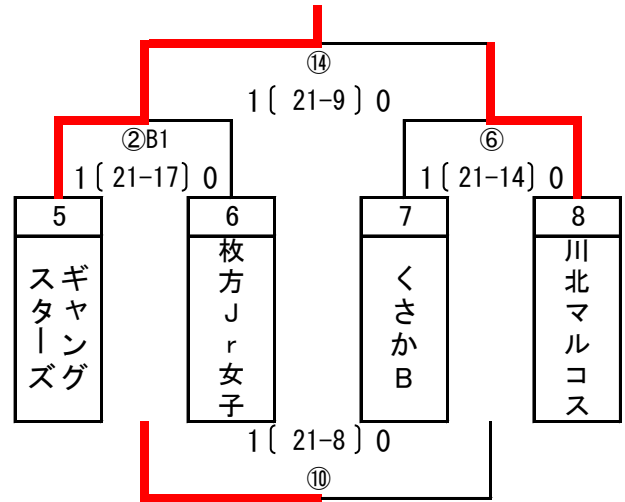 ⑭
1〔 21-9〕0
②B1
⑥
1〔 21-17〕0
1〔 21-14〕0
5
6
7
8
ギャング
スターズ
枚方Jr女子
くさかB
川北マルコス
1〔 21-8〕0
⑩